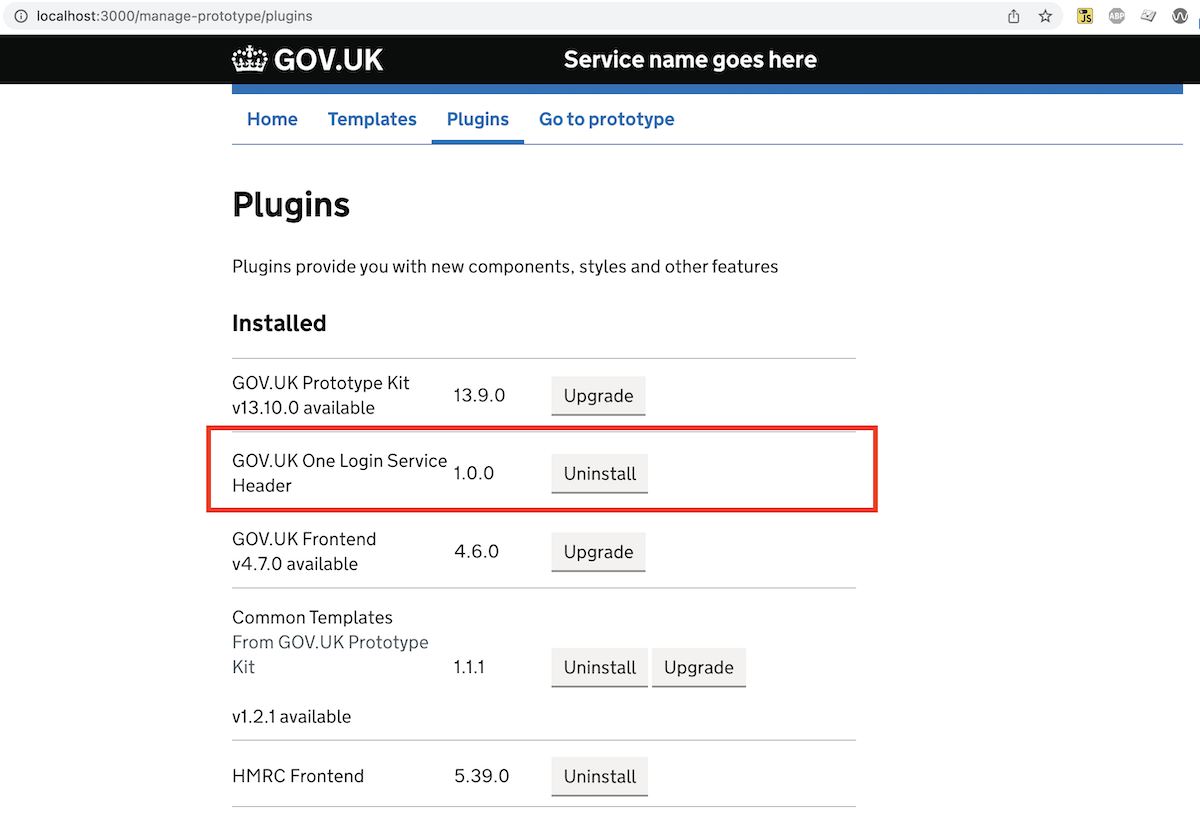 localhost:3000/manage-prototype/plugins
JS
ABP
GOV.UK
Service name goes here
Home Templates Plugins Go to prototype
Plugins
Plugins provide you with new components, styles and other features
Installed
GOV.UK Prototype Kit
v13.10.0 available
13.9.0
Upgrade
GOV.UK One Login Service
Header
1.0.0
Uninstall
GOV.UK Frontend
v4.7.0 available
4.6.0
Upgrade
Common Templates
From GOV.UK Prototype
Kit
1.1.1
Uninstall Upgrade
v1.2.1 available
HMRC Frontend 5.39.0 Uninstall